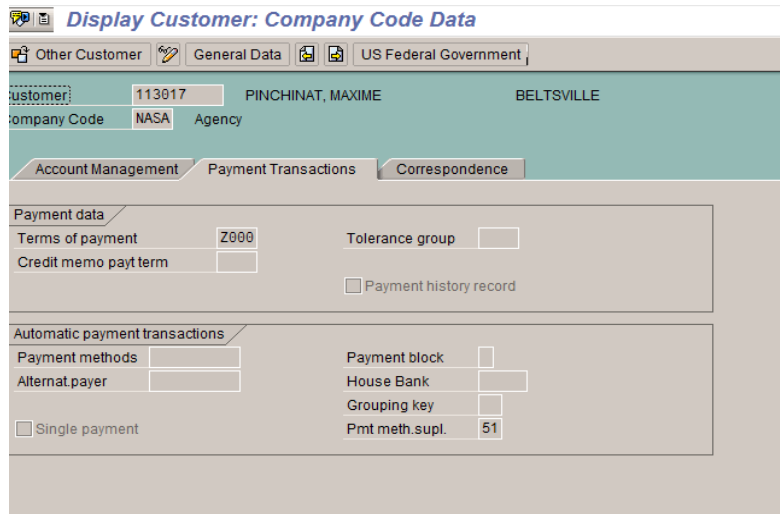 Display Customer: Company Code Data
Other Customer General Data US Federal Government
Customer 113017 PINCHINAT, MAXIME BELTSVILLE
Company Code NASA Agency
Account Management Payment Transactions Correspondence
Payment data
Terms of payment Z000 Tolerance group
Credit memo payt term
Payment history record
Automatic payment transactions
Payment methods Payment block
Alternat.payer House Bank
Grouping key
Single payment Pmt meth.supl. 51